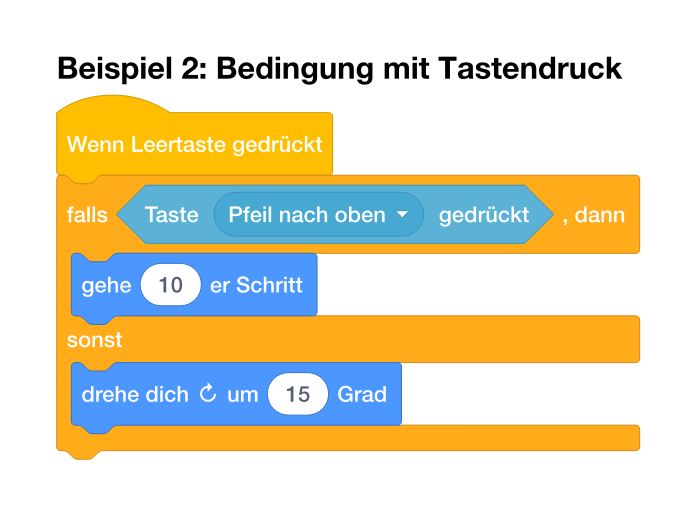 Beispiel 2: Bedingung mit Tastendruck
Wenn Leertaste gedrückt
falls Taste Pfeil nach oben gedrückt , dann
gehe 10 er Schritt
sonst
drehe dich um 15 Grad